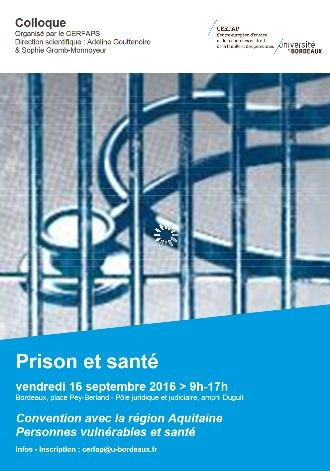 Colloque
Organisé par le CERFAPS
Direction scientifique : Adeline Gouttenoire
& Sophie Gromb-Monnoyeur
CERFAP
université
de BORDEAUX
Prison et santé
vendredi 16 septembre 2016 > 9h-17h
Bordeaux, place Pey-Berland - Pôle juridique et judiciaire, amphi Duguit
Convention avec la région Aquitaine
Personnes vulnérables et santé
Infos - Inscription : cerfap@u-bordeaux.fr